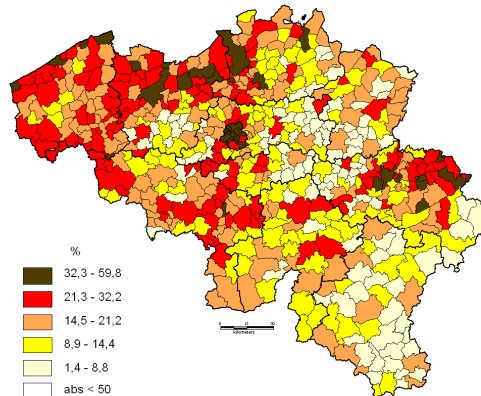 %
32,3 - 59,8
21,3 - 32,2
14,5 - 21,2
8,9 - 14,4
1,4 - 8,8
abs < 50
kilometers